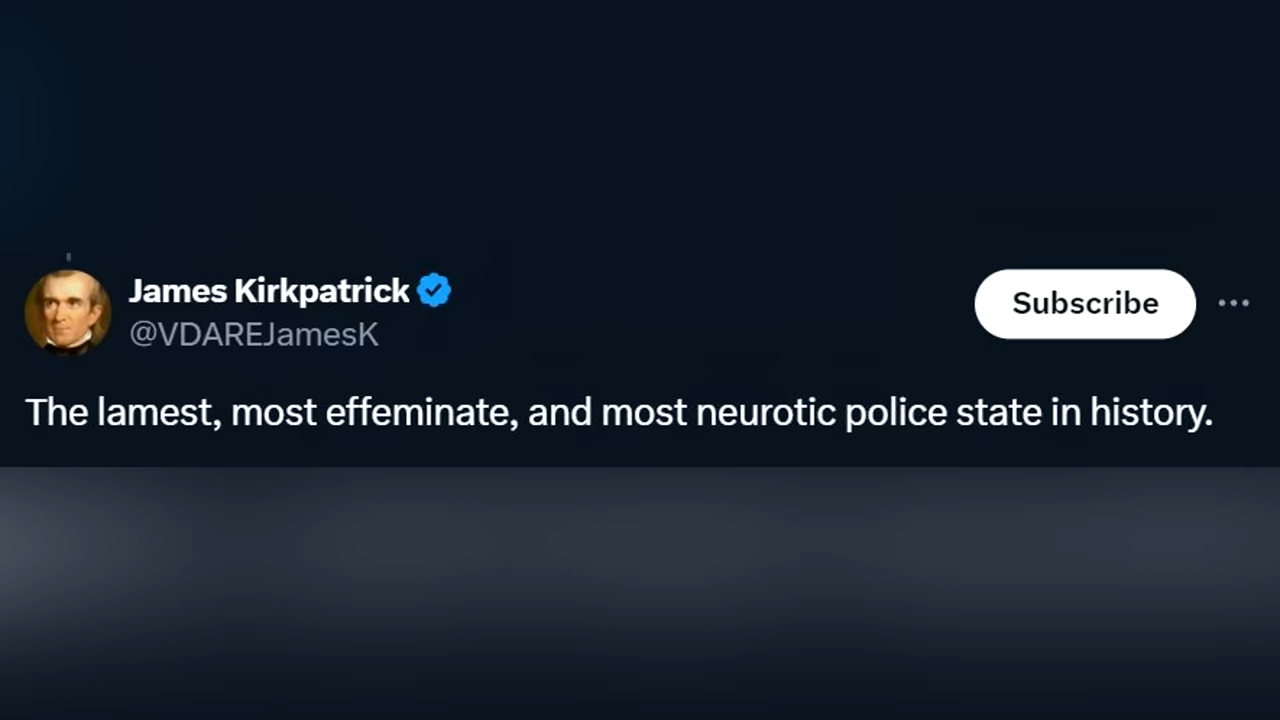 James Kirkpatrick
@VDAREJamesK
Subscribe
The lamest, most effeminate, and most neurotic police state in history.